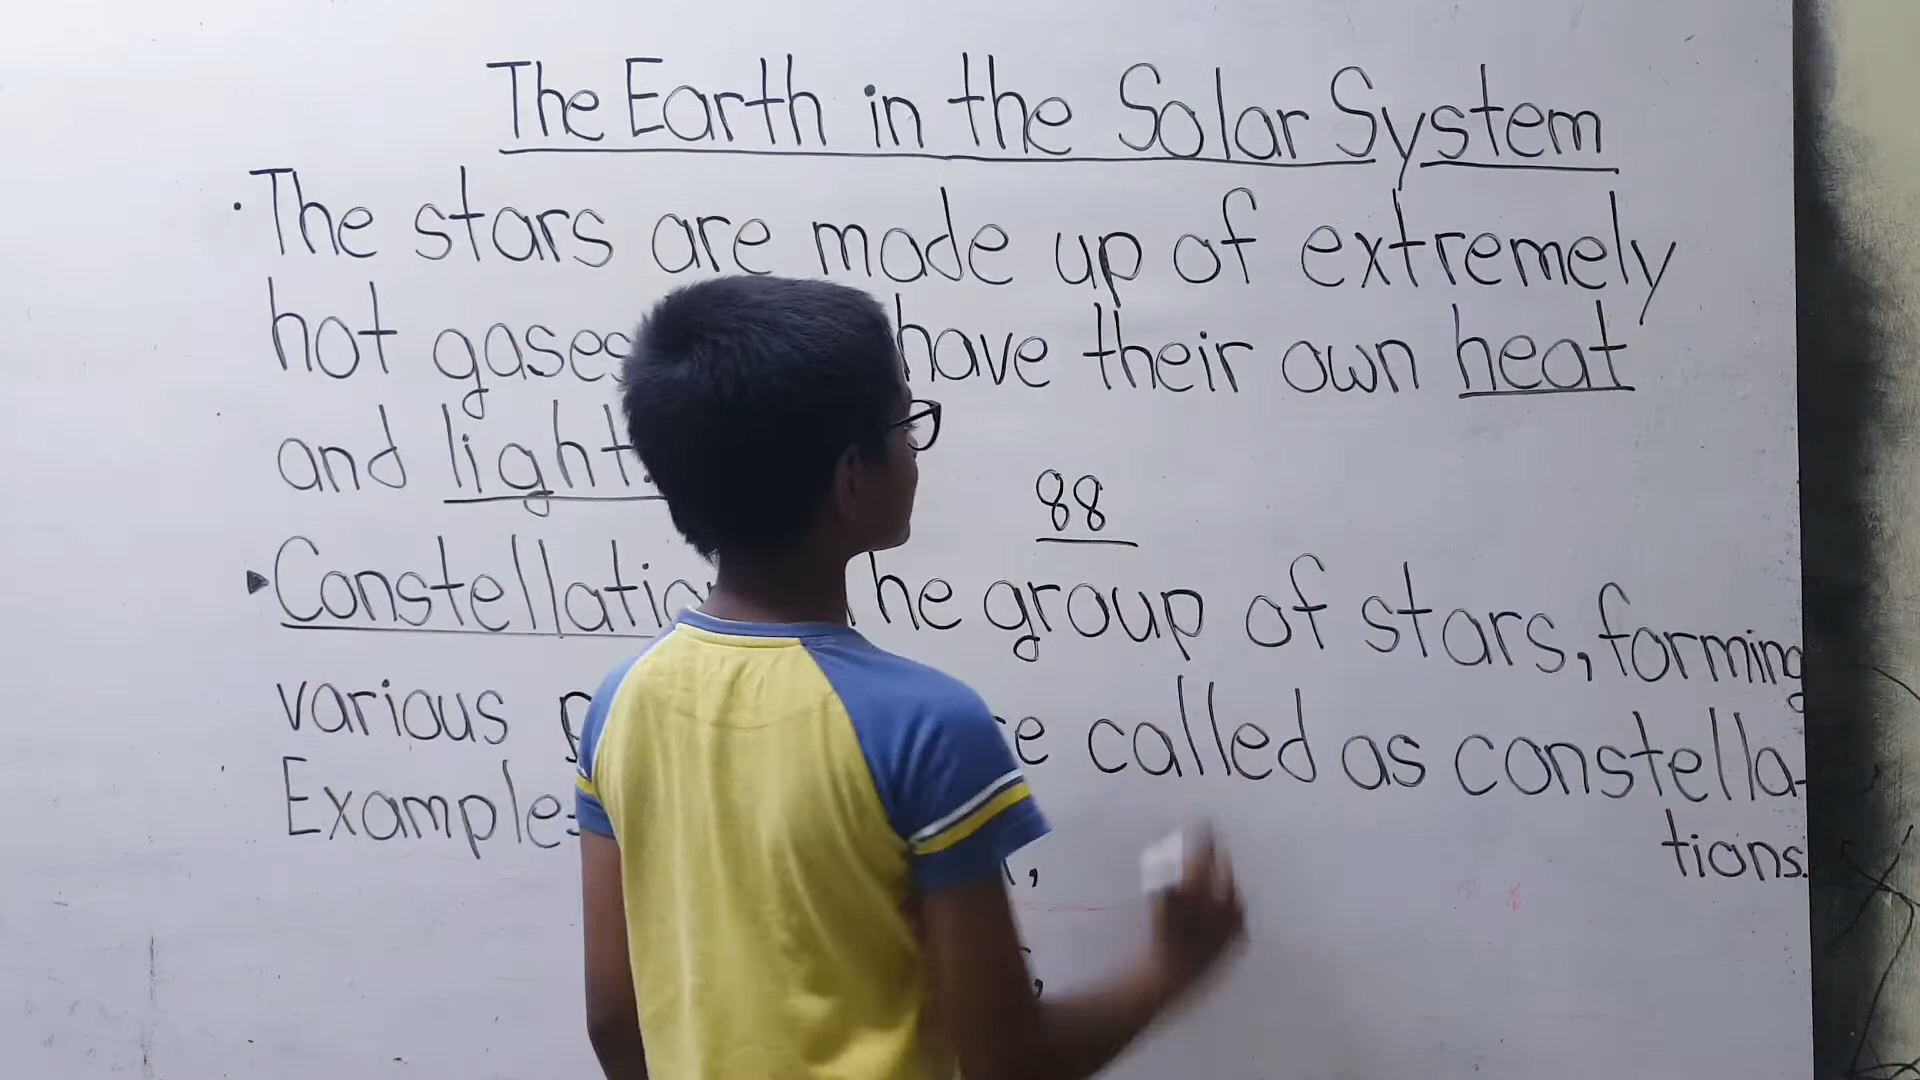 The Earth in the Solar System
· The stars are made up of extremely
hot gases have their own heat
and light.
88
Constellation he group of stars, forming
various called as constella-
Example:
tions.